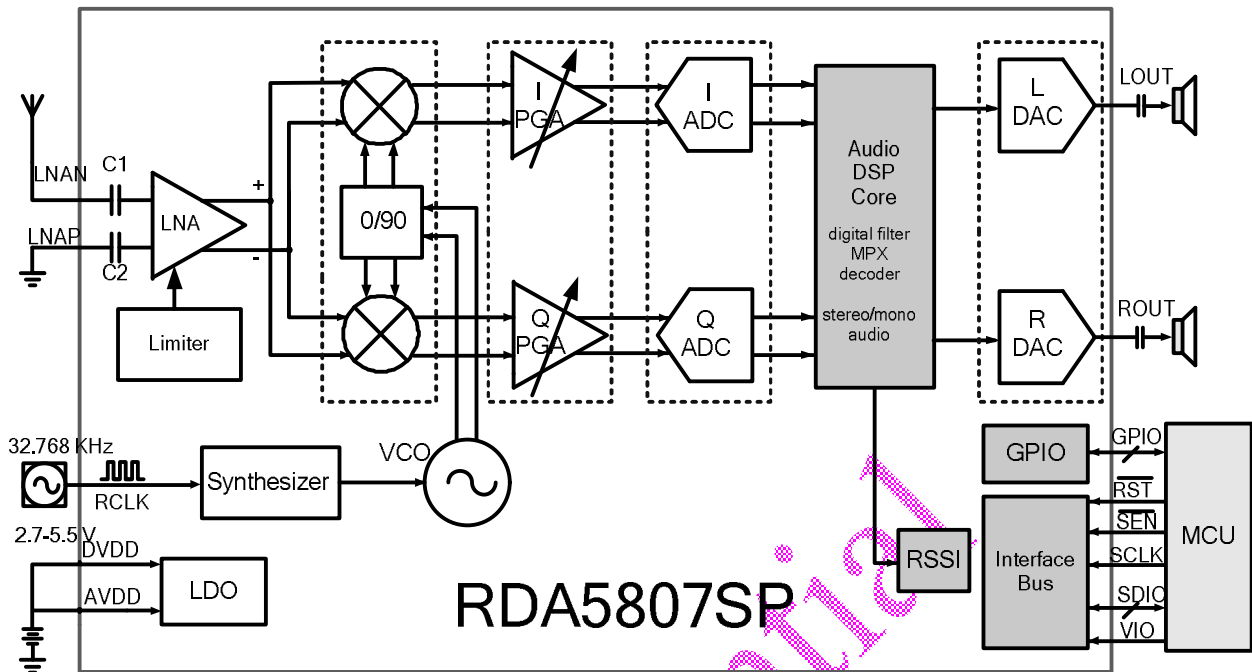 LNAN
C1
LNAP
C2
LNA
+
-
Limiter
0/90
I
PGA
Q
PGA
I
ADC
Q
ADC
Audio
DSP
Core
digital filter
MPX
decoder
stereo/mono
audio
L
DAC
R
DAC
LOUT
ROUT
32.768 KHz
RCLK
Synthesizer
VCO
2.7-5.5 V
DVDD
AVDD
LDO
RDA5807SP
RSSI
GPIO
Interface
Bus
GPIO
RST
SEN
SCLK
SDIO
VIO
MCU